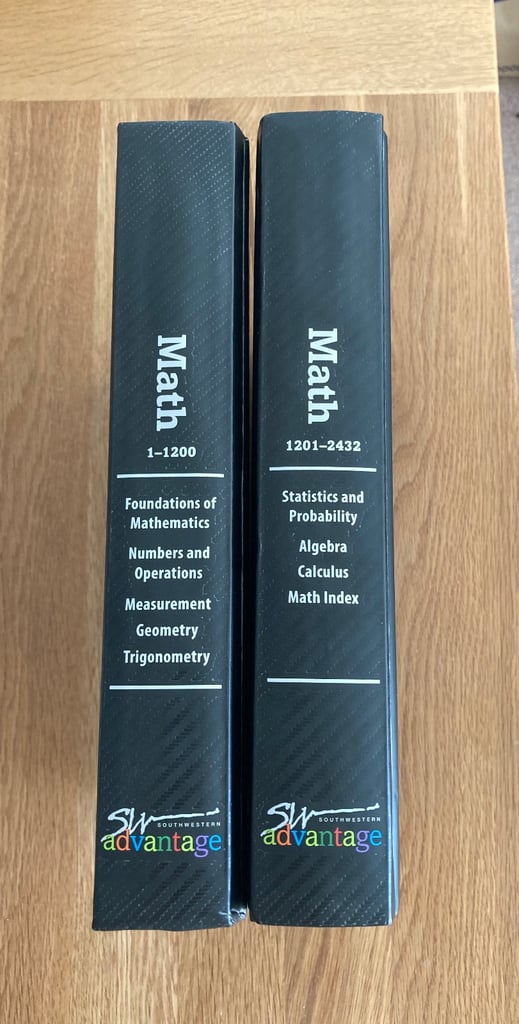 Math
1–1200
Foundations of
Mathematics
Numbers and
Operations
Measurement
Geometry
Trigonometry
SW
SOUTHWESTERN
advantage
Math
1201–2432
Statistics and
Probability
Algebra
Calculus
Math Index
SW
SOUTHWESTERN
advantage